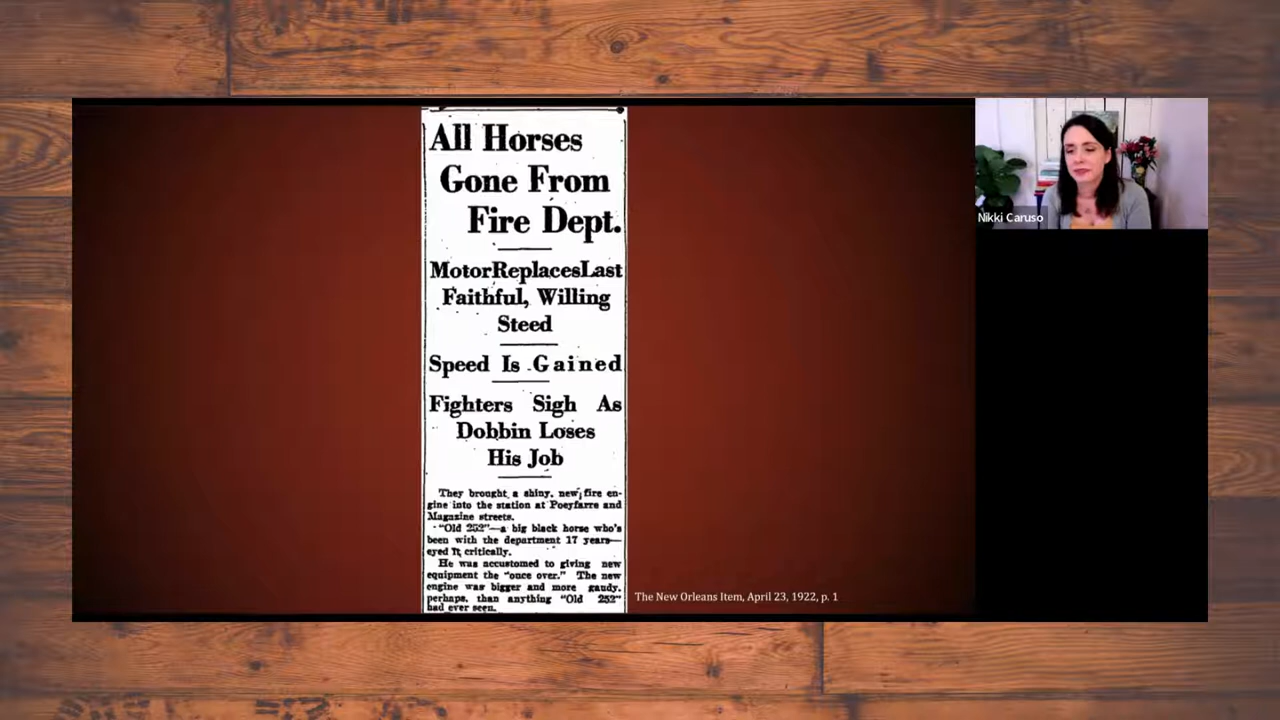 All Horses
Gone From
Fire Dept.
Motor Replaces Last
Faithful, Willing
Steed
Speed Is Gained
Fighters Sigh As
Dobbin Loses
His Job
They brought a shiny, new fire en-
gine into the station at Poeyfarre and
Magazine streets.
"Old 252"—a big black horse who's
been with the department 17 years—
eyed it critically.
He was accustomed to giving new
equipment the "once over." The new
engine was bigger and more gaudy,
perhaps, than anything "Old 252"
had ever seen.
The New Orleans Item, April 23, 1922, p. 1
Nikki Caruso